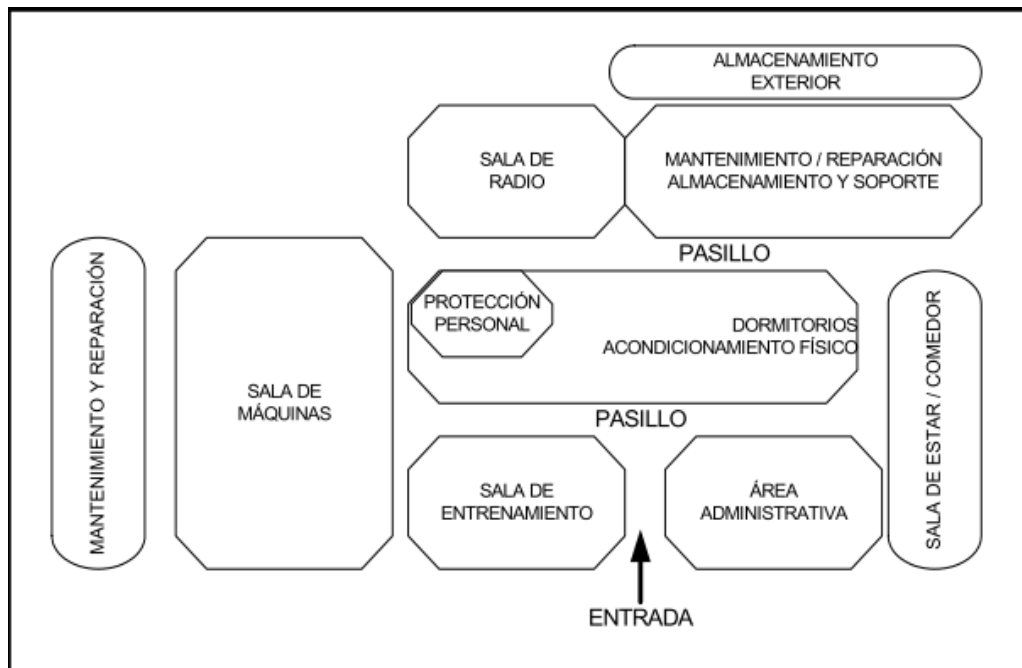 ALMACENAMIENTO
EXTERIOR
SALA DE
RADIO
MANTENIMIENTO / REPARACIÓN
ALMACENAMIENTO Y SOPORTE
PASILLO
MANTENIMIENTO Y REPARACIÓN
SALA DE
MÁQUINAS
PROTECCIÓN
PERSONAL
DORMITORIOS
ACONDICIONAMIENTO FÍSICO
SALA DE ESTAR / COMEDOR
PASILLO
SALA DE
ENTRENAMIENTO
ÁREA
ADMINISTRATIVA
ENTRADA